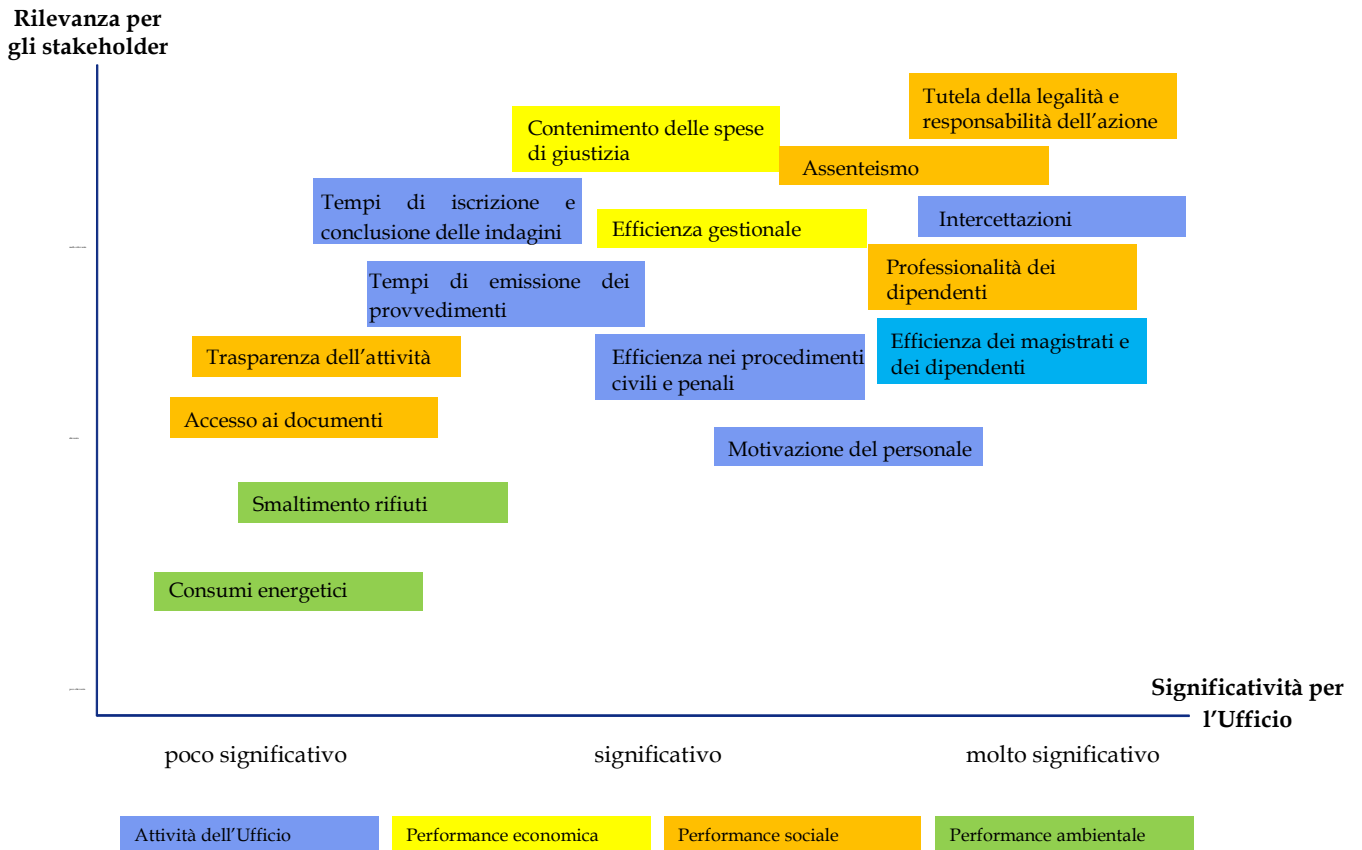 Rilevanza per
gli stakeholder
Tutela della legalità e
responsabilità dell'azione
Contenimento delle spese
di giustizia
Assenteismo
Tempi di iscrizione e
conclusione delle indagini
Intercettazioni
Efficienza gestionale
Professionalità dei
dipendenti
Tempi di emissione dei
provvedimenti
Efficienza dei magistrati e
dei dipendenti
Trasparenza dell'attività
Efficienza nei procedimenti
civili e penali
Accesso ai documenti
Motivazione del personale
Smaltimento rifiuti
Consumi energetici
Significatività per
l'Ufficio
poco significativo
significativo
molto significativo
Attività dell'Ufficio
Performance economica
Performance sociale
Performance ambientale